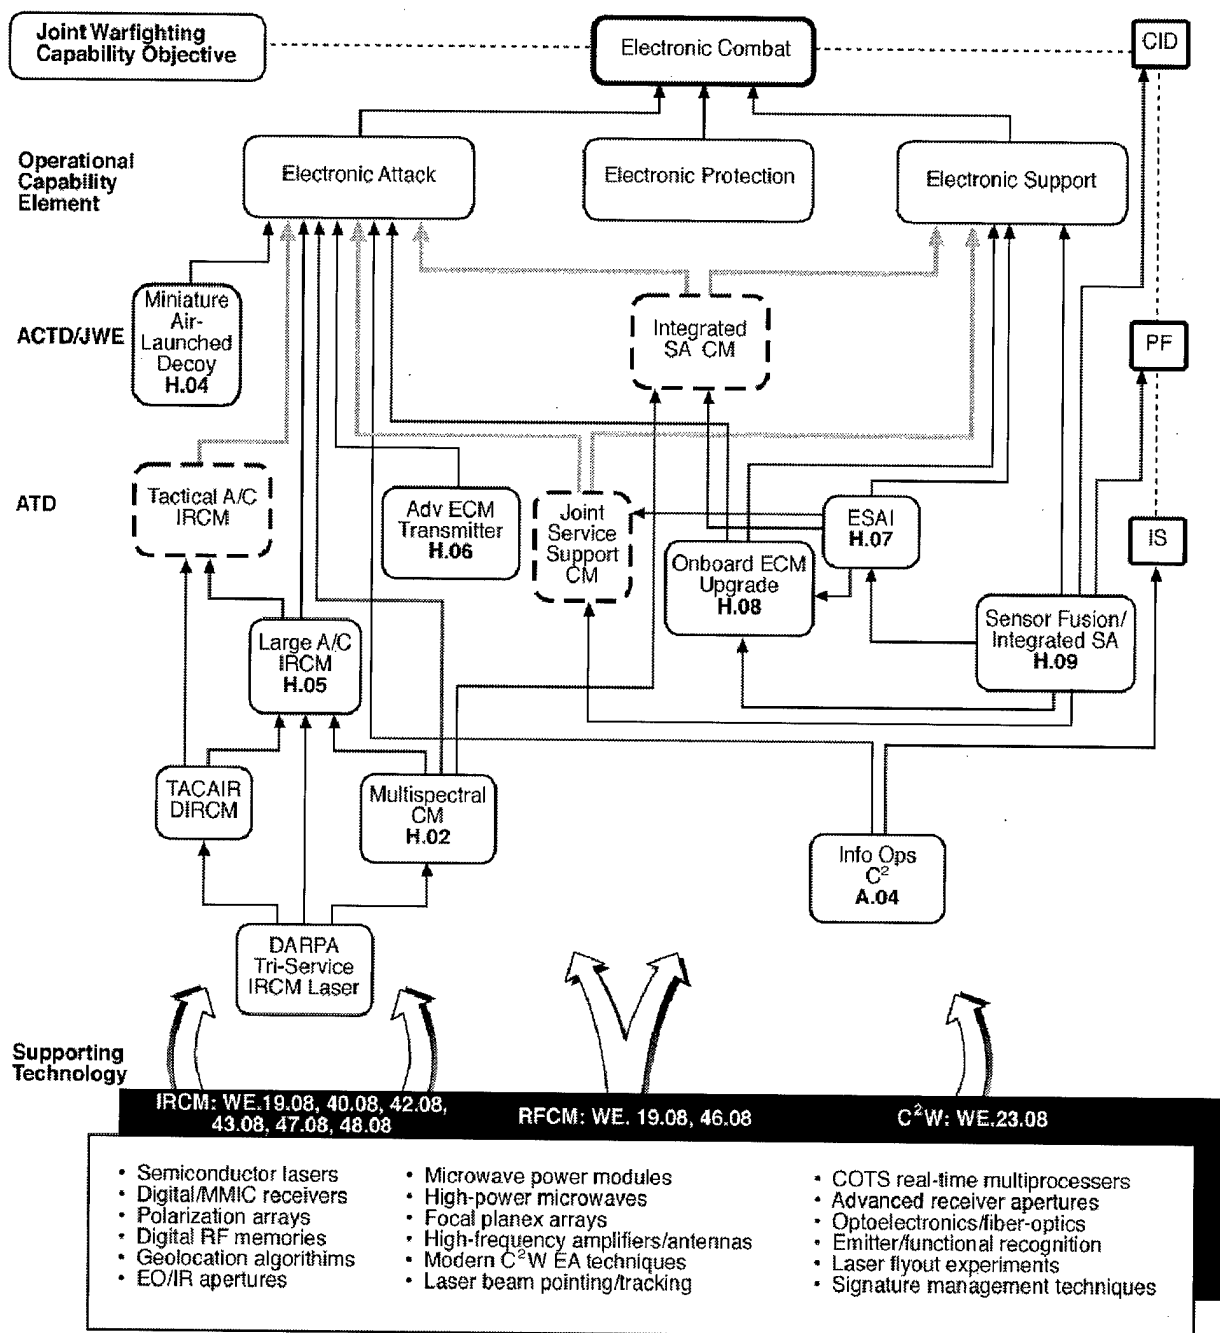 Joint Warfighting
Capability Objective
Electronic Combat
CID
Operational
Capability
Element
Electronic Attack
Electronic Protection
Electronic Support
ACTD/JWE
Miniature
Air-
Launched
Decoy
H.04
Integrated
SA CM
PF
ATD
Tactical A/C
IRCM
Adv ECM
Transmitter
H.06
Joint
Service
Support
CM
ESAI
H.07
IS
Onboard ECM
Upgrade
H.08
Large A/C
IRCM
H.05
Sensor Fusion/
Integrated SA
H.09
TACAIR
DIRCM
Multispectral
CM
H.02
Info Ops
C²
A.04
DARPA
Tri-Service
IRCM Laser
Supporting
Technology
IRCM: WE.19.08, 40.08, 42.08,
43.08, 47.08, 48.08
RFCM: WE. 19.08, 46.08
C²W: WE.23.08
• Semiconductor lasers
• Digital/MMIC receivers
• Polarization arrays
• Digital RF memories
• Geolocation algorithims
• EO/IR apertures
• Microwave power modules
• High-power microwaves
• Focal planex arrays
• High-frequency amplifiers/antennas
• Modern C²W EA techniques
• Laser beam pointing/tracking
• COTS real-time multiprocessers
• Advanced receiver apertures
• Optoelectronics/fiber-optics
• Emitter/functional recognition
• Laser flyout experiments
• Signature management techniques